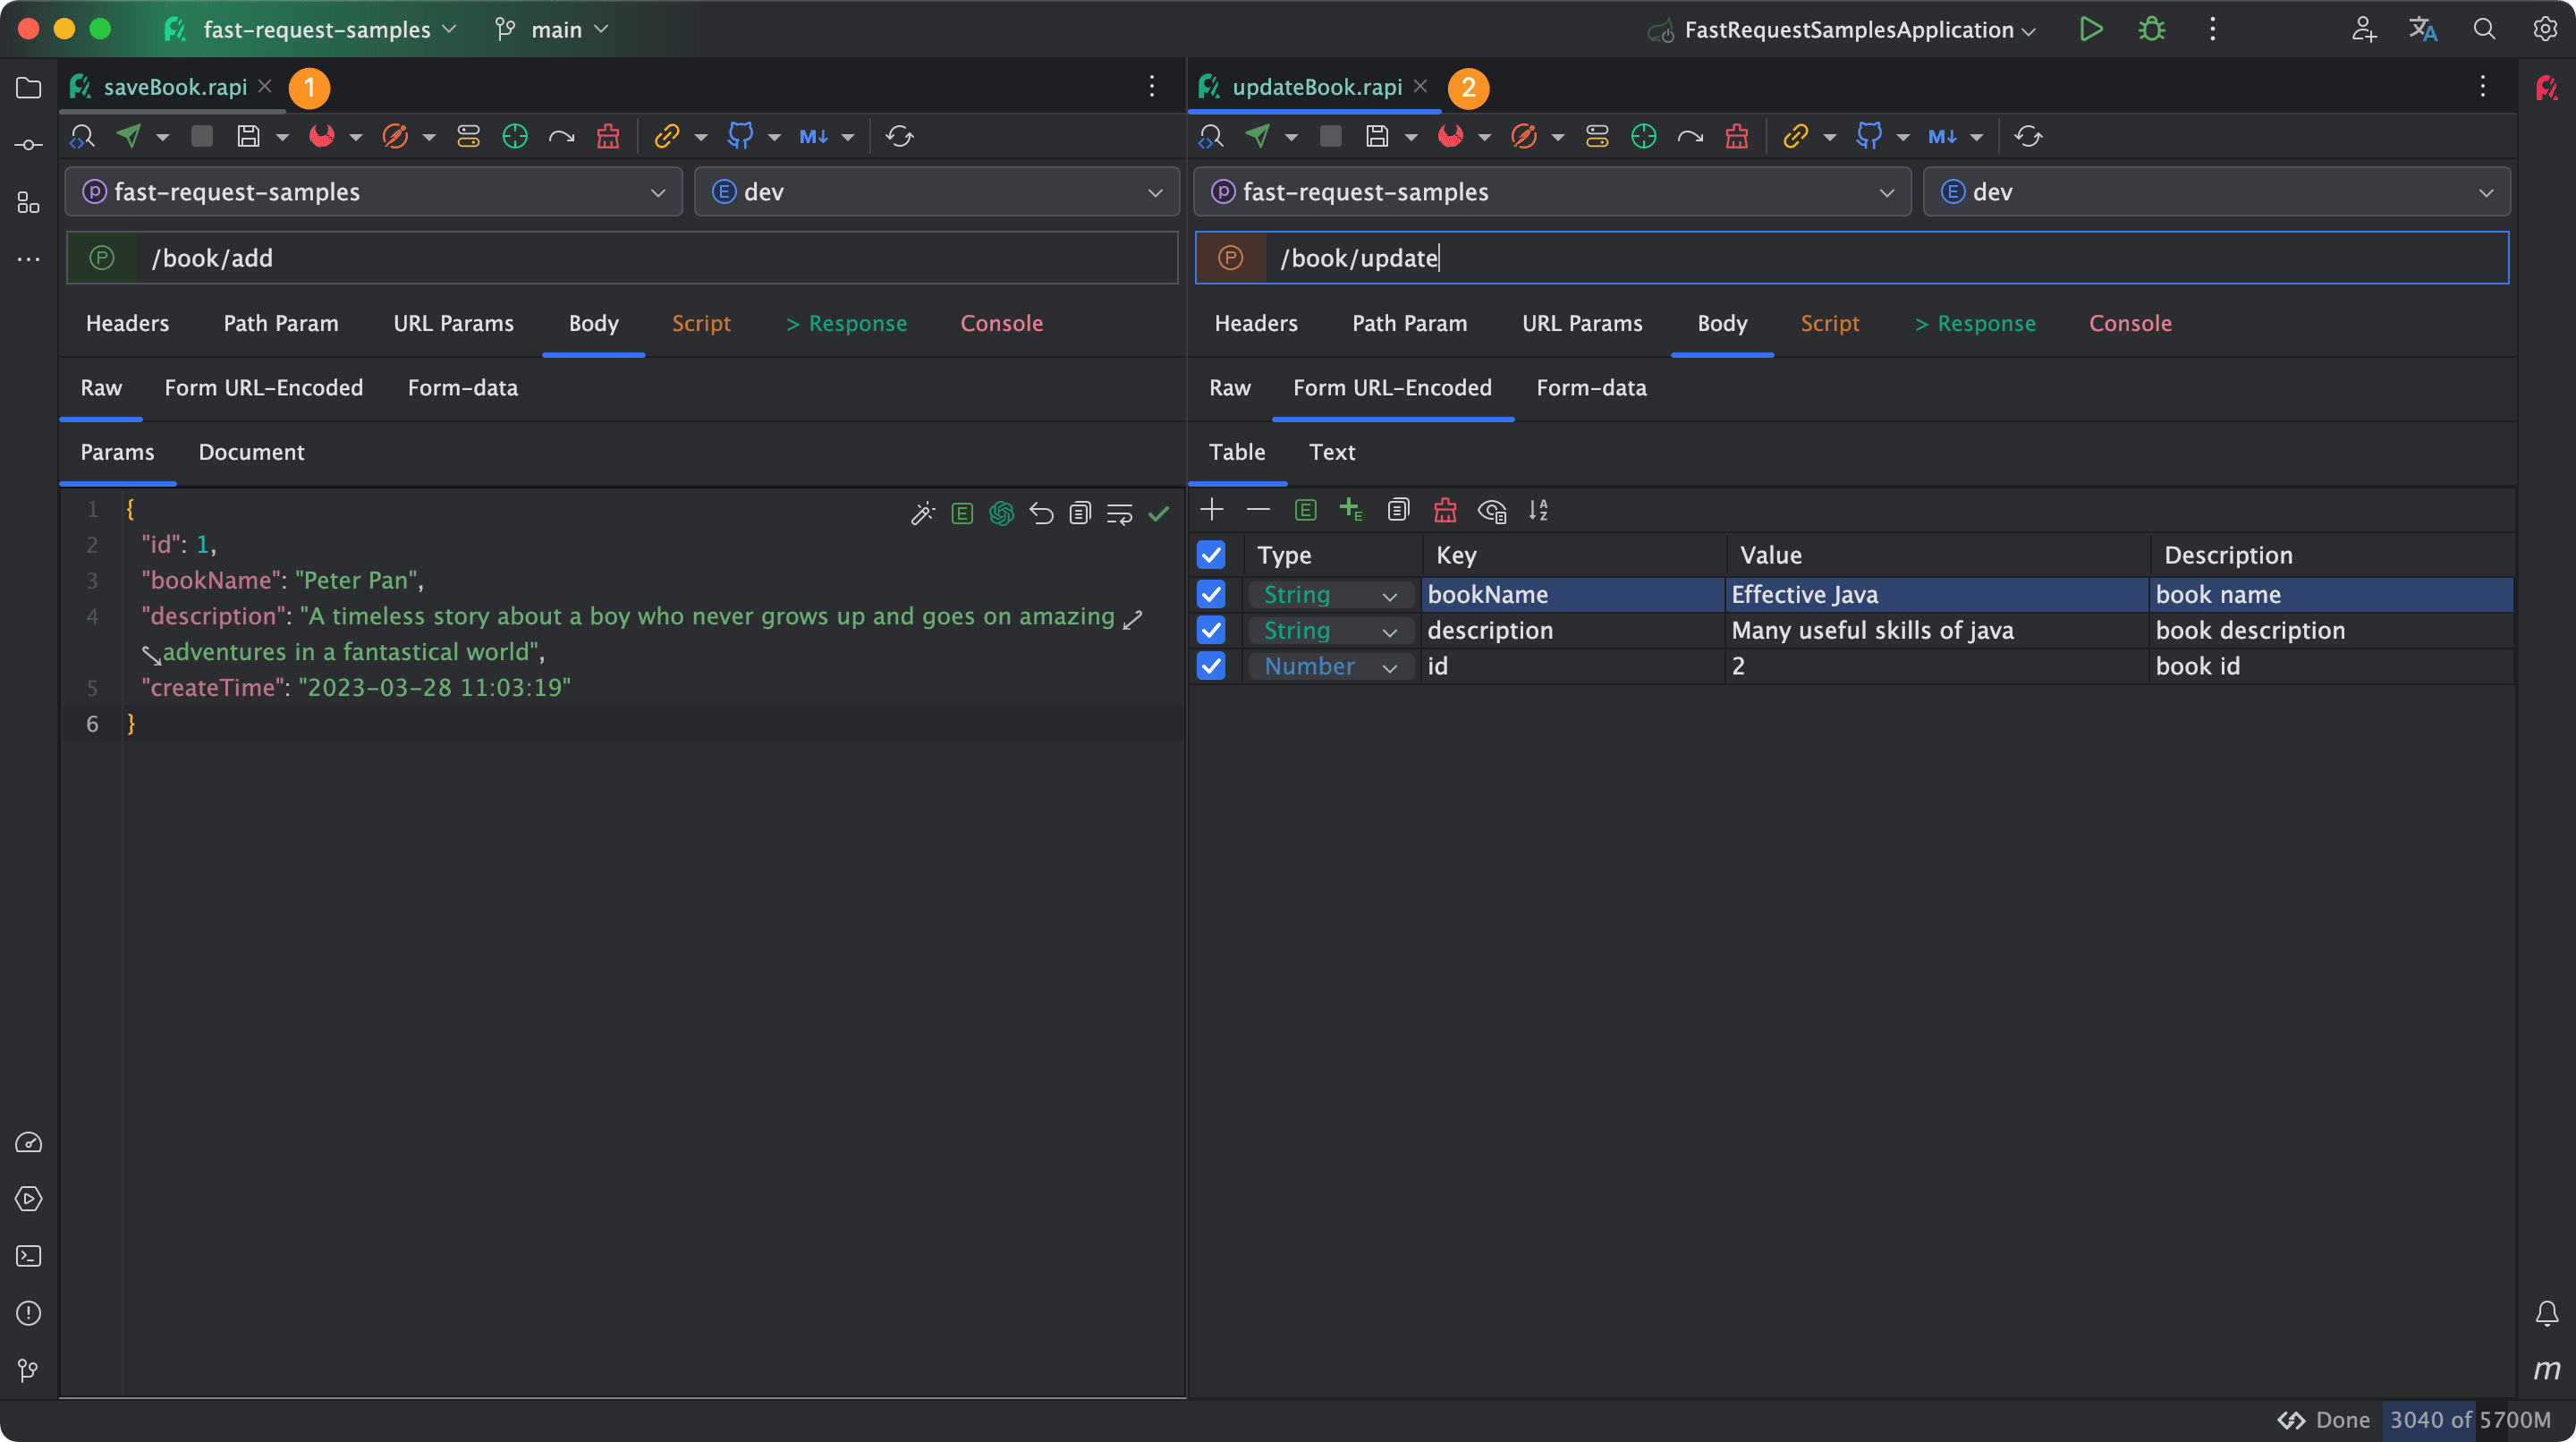 fast-request-samples main FastRequestSamplesApplication
saveBook.rapi 1
M↓
P fast-request-samples E dev
P /book/add
Headers Path Param URL Params Body Script > Response Console
Raw Form URL-Encoded Form-data
Params Document
1 {
2 "id": 1,
3 "bookName": "Peter Pan",
4 "description": "A timeless story about a boy who never grows up and goes on amazing
adventures in a fantastical world",
5 "createTime": "2023-03-28 11:03:19"
6 }
updateBook.rapi 2
M↓
P fast-request-samples E dev
P /book/update
Headers Path Param URL Params Body Script > Response Console
Raw Form URL-Encoded Form-data
Table Text
Type Key Value Description
String bookName Effective Java book name
String description Many useful skills of java book description
Number id 2 book id
m
Done 3040 of 5700M